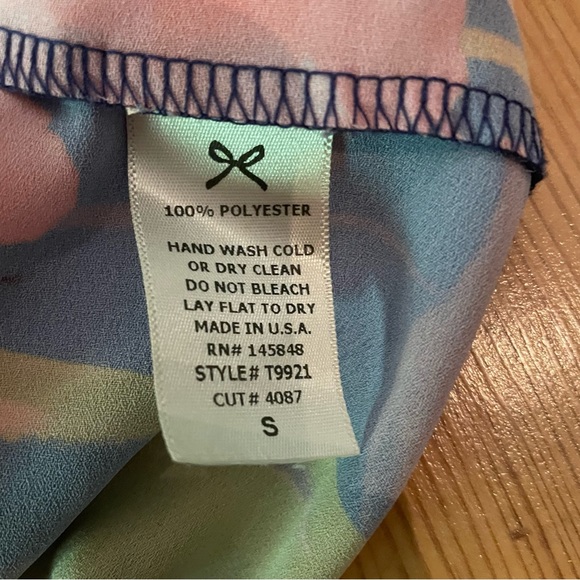 100% POLYESTER
HAND WASH COLD
OR DRY CLEAN
DO NOT BLEACH
LAY FLAT TO DRY
MADE IN U.S.A.
RN# 145848
STYLE# T9921
CUT# 4087
S